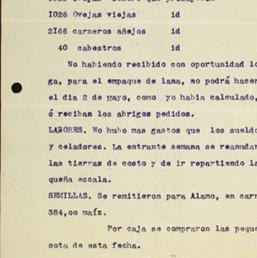 1026 Ovejas viejas id
2166 carneros añejos id
40 cabestros id
No habiendo recibido con oportunidad lo
ga, para el empaque de lana, no podrá hacer
el dia 2 de mayo, como yo habia calculado,
ó reciban los abrigos pedidos.
LABORES. No hubo mas gastos que los sueldo
y celadores. La entrante semana se reanudar
las tierras de costo y de ir repartiendo la
queña escala.
SEMILLAS. Se remitieron para Alamo, en carr
384,oo maíz.
Por caja se compraron las peque
nota de esta fecha.